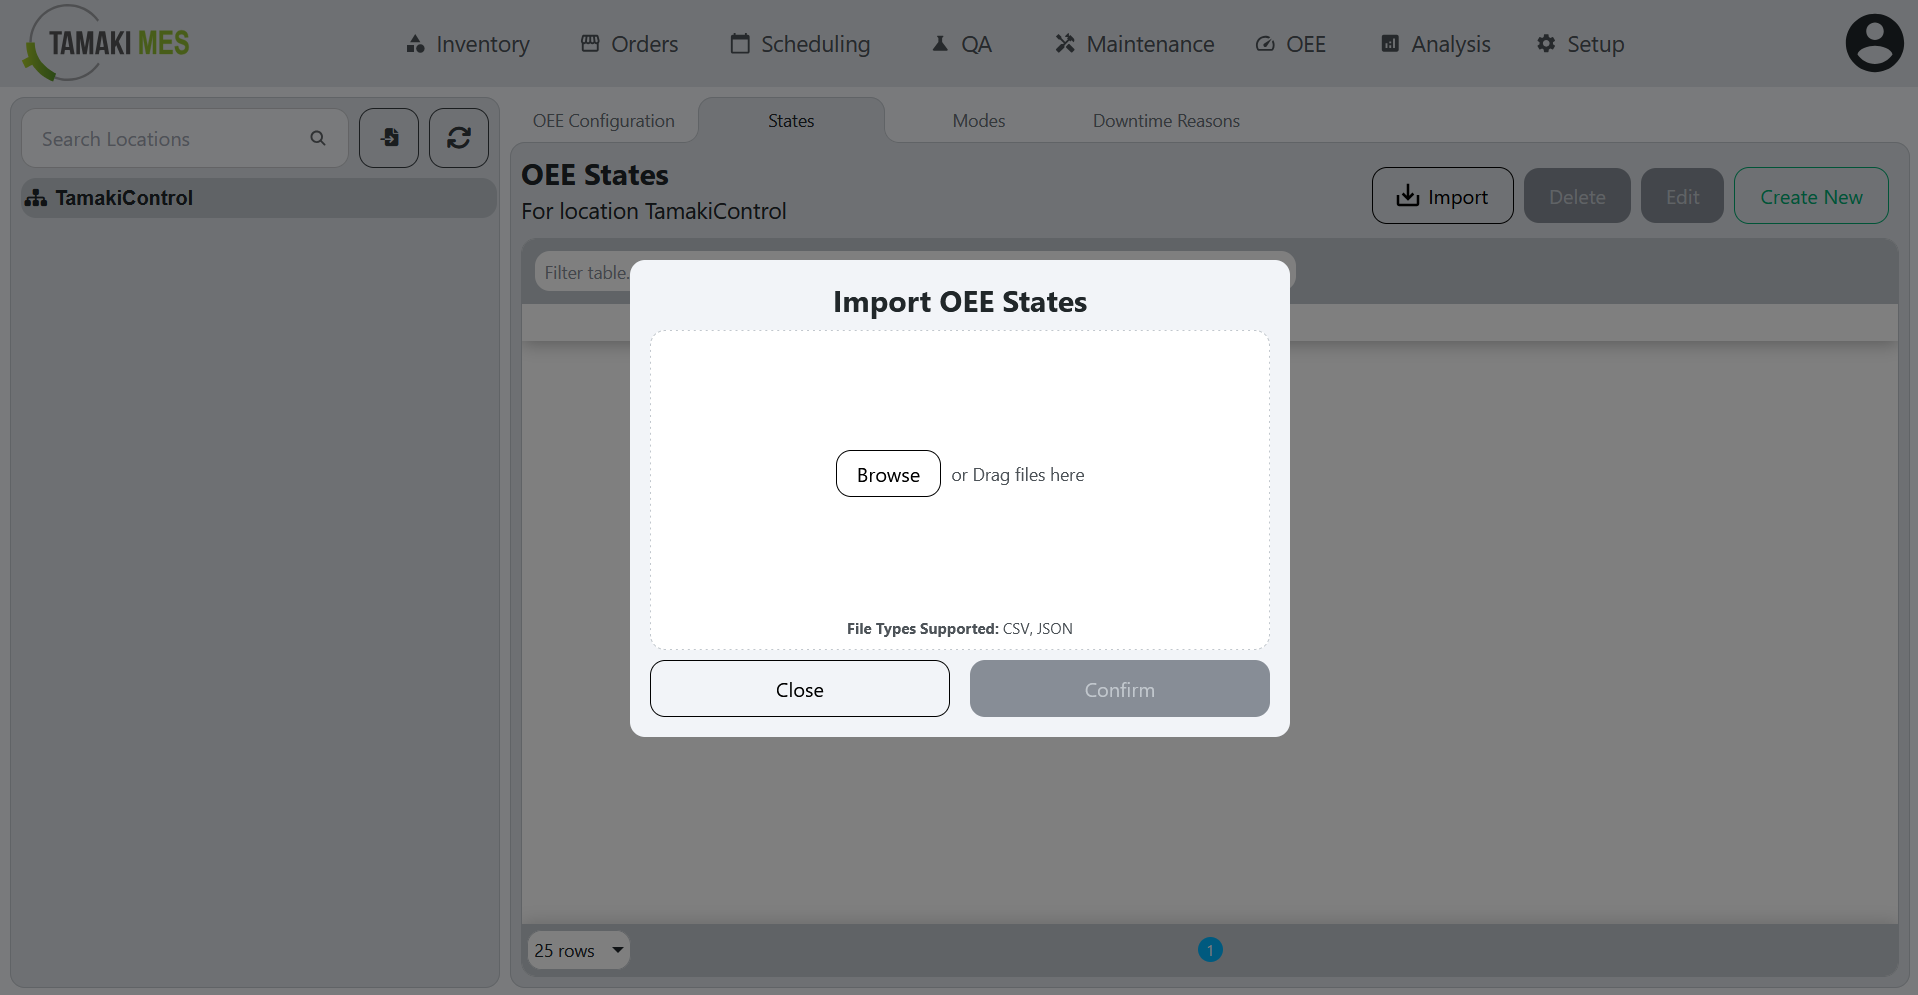 TAMAKI MES
Inventory
Orders
Scheduling
QA
Maintenance
OEE
Analysis
Setup
Search Locations
TamakiControl
OEE Configuration
States
Modes
Downtime Reasons
OEE States
For location TamakiControl
Import
Delete
Edit
Create New
Filter table.
Import OEE States
Browse or Drag files here
File Types Supported: CSV, JSON
Close
Confirm
25 rows
1